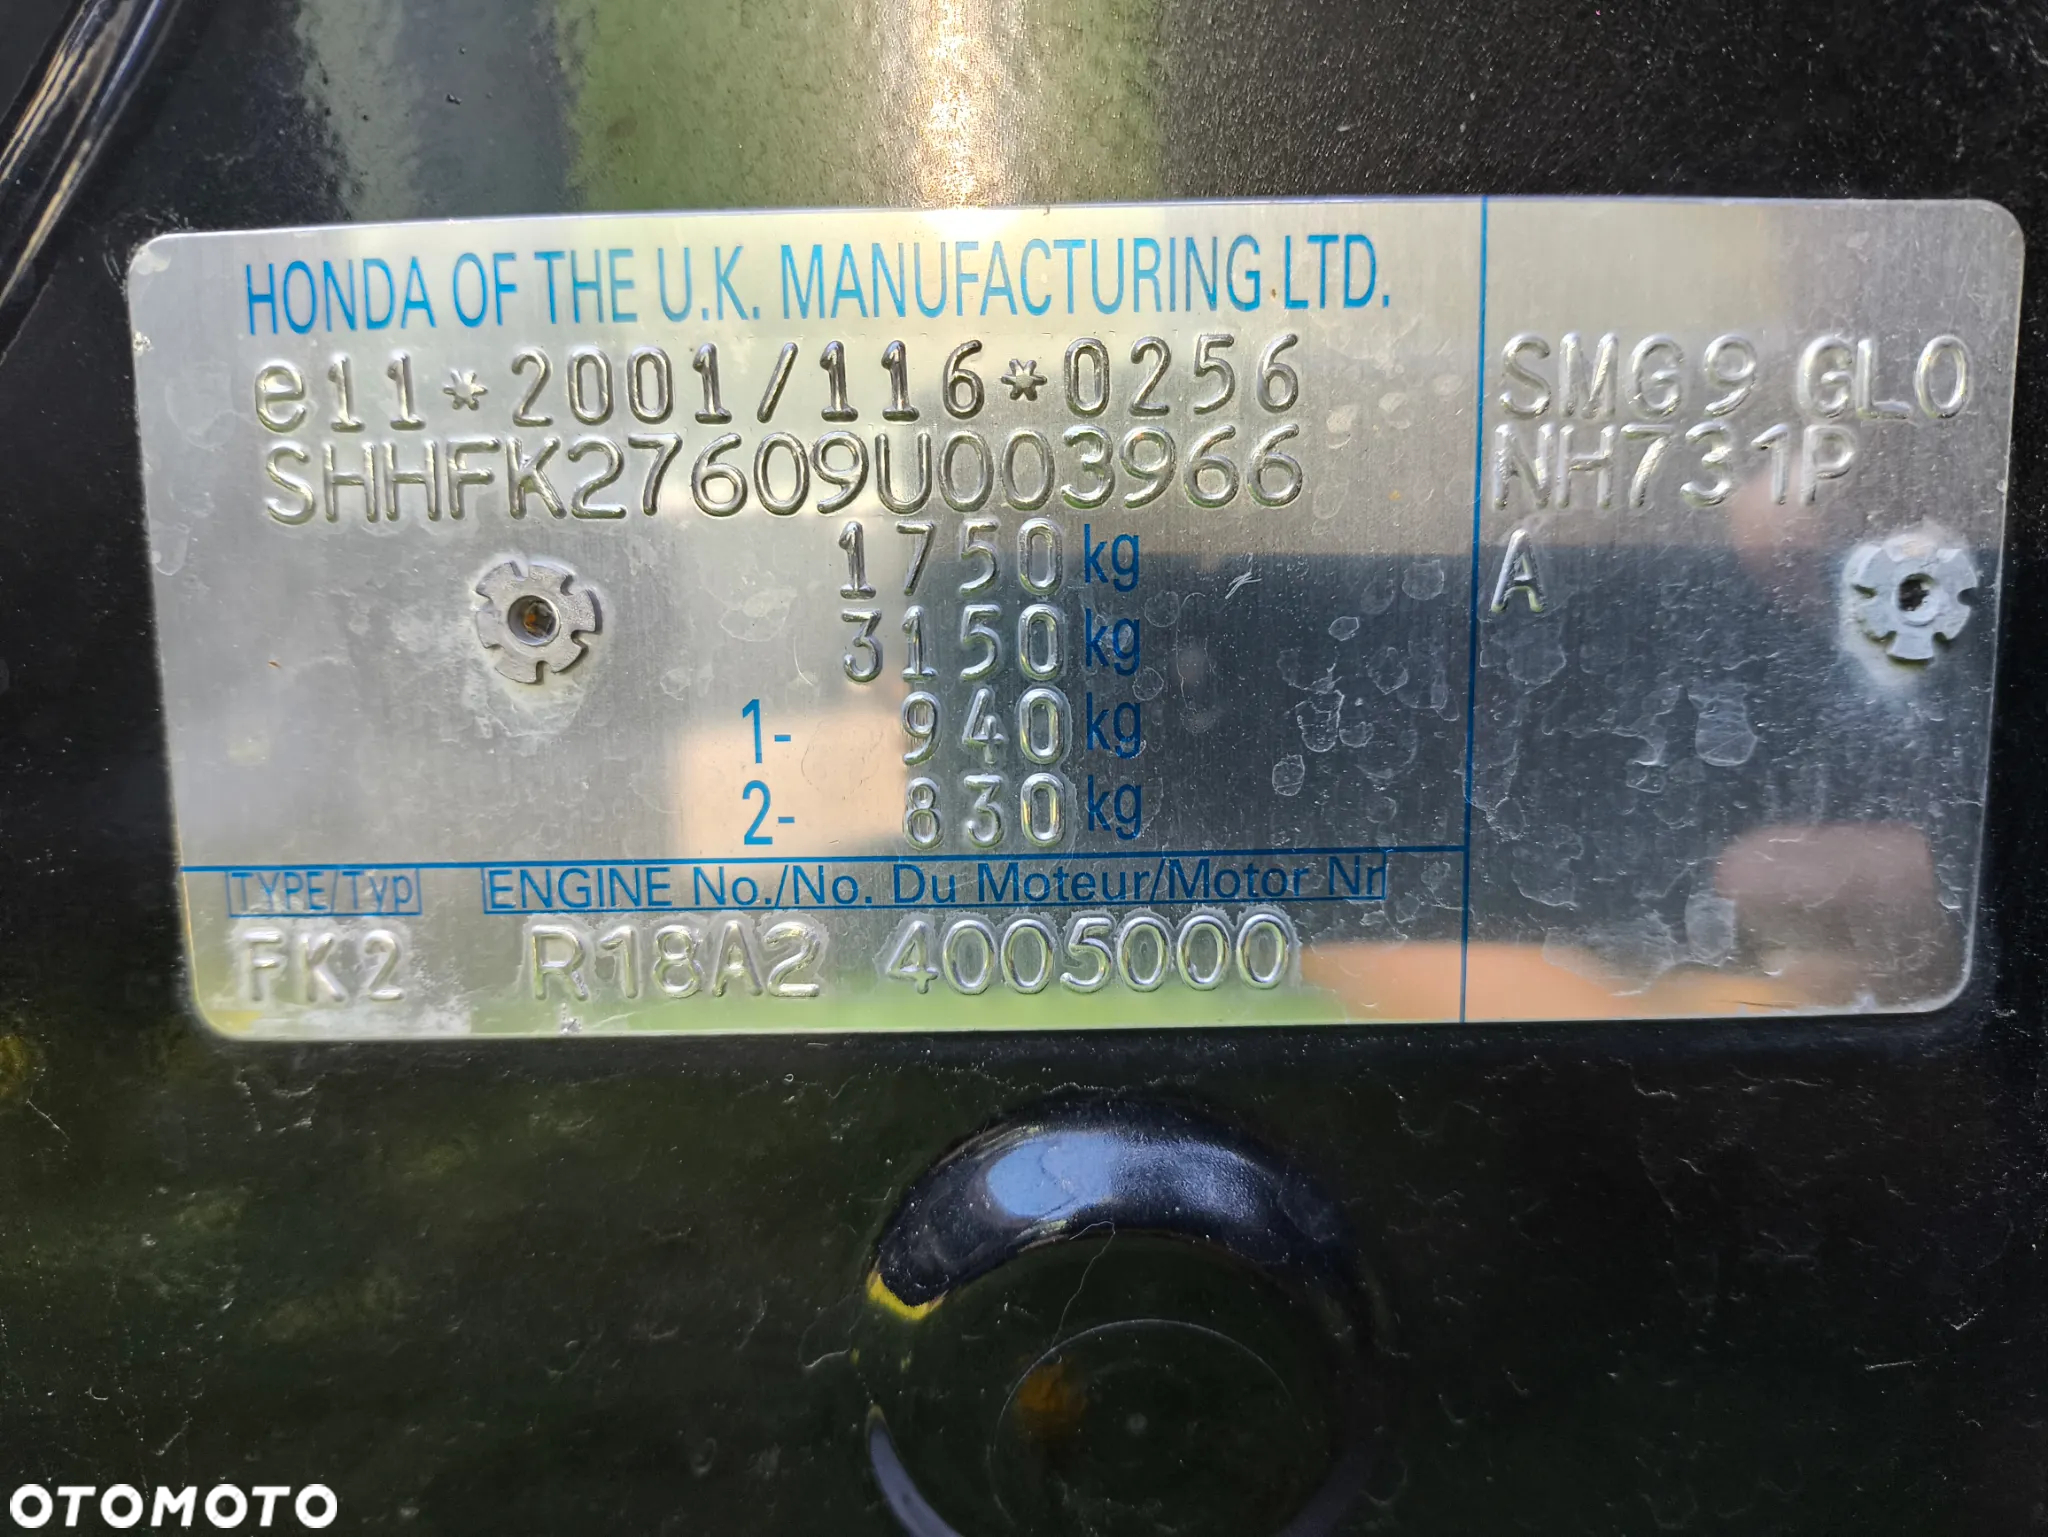 HONDA OF THE U.K. MANUFACTURING LTD.
e11*2001/116*0256
SHHFK27609U003966
1750 kg
3150 kg
1- 940 kg
2- 830 kg
SMG9 GLO
NH731P
A
TYPE/Typ ENGINE No./No. Du Moteur/Motor Nr
FK2 R18A2 4005000
OTOMOTO